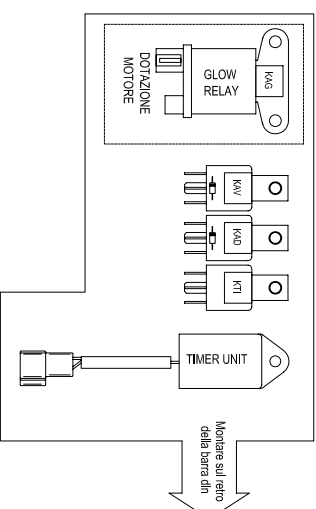 DOTAZIONE
MOTORE
GLOW
RELAY
KAG
KAV
KAD
KTI
TIMER UNIT
Montare sul retro
della barra din